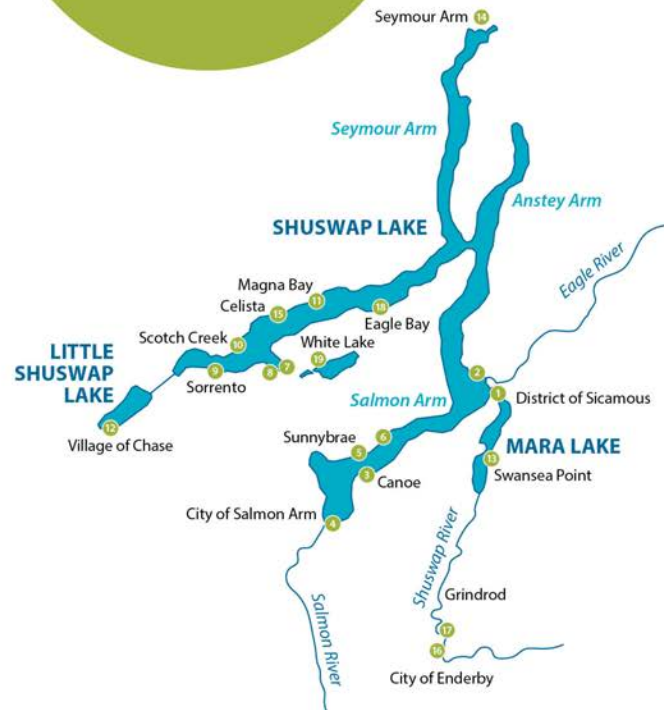 Seymour Arm 14
Seymour Arm
Anstey Arm
SHUSWAP LAKE
Eagle River
Magna Bay 11
Celista 15
18
Eagle Bay
Scotch Creek 10
White Lake
19
LITTLE
SHUSWAP
LAKE
9
Sorrento
8 7
2
1
District of Sicamous
Salmon Arm
12
Village of Chase
Sunnybrae
5 6
MARA LAKE
13
Swansea Point
3
Canoe
City of Salmon Arm
4
Shuswap River
Salmon River
Grindrod
17
16
City of Enderby